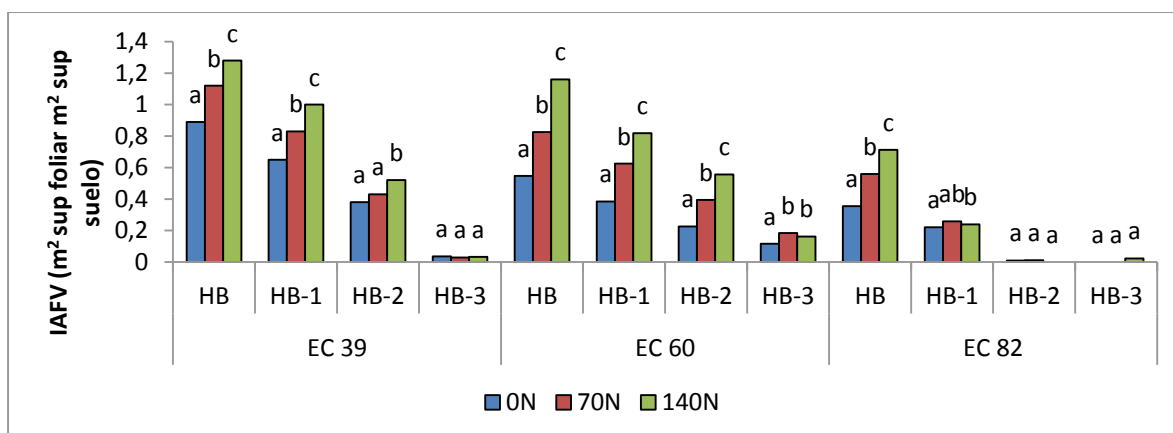 IAFV (m² sup foliar m² sup suelo)
1,4
1,2
1
0,8
0,6
0,4
0,2
0
a b c a b c a a b a a a
a b c a b c a b c a b b
a b c a ab b a a a a a a
HB HB-1 HB-2 HB-3 HB HB-1 HB-2 HB-3 HB HB-1 HB-2 HB-3
EC 39 EC 60 EC 82
0N 70N 140N